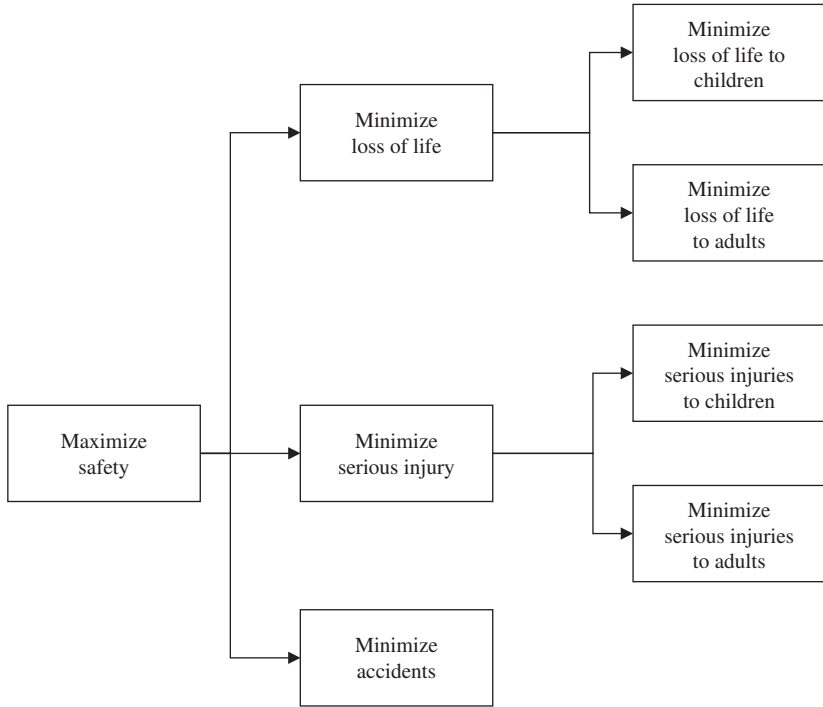 Maximize
safety
Minimize
loss of life
Minimize
serious injury
Minimize
accidents
Minimize
loss of life to
children
Minimize
loss of life
to adults
Minimize
serious injuries
to children
Minimize
serious injuries
to adults